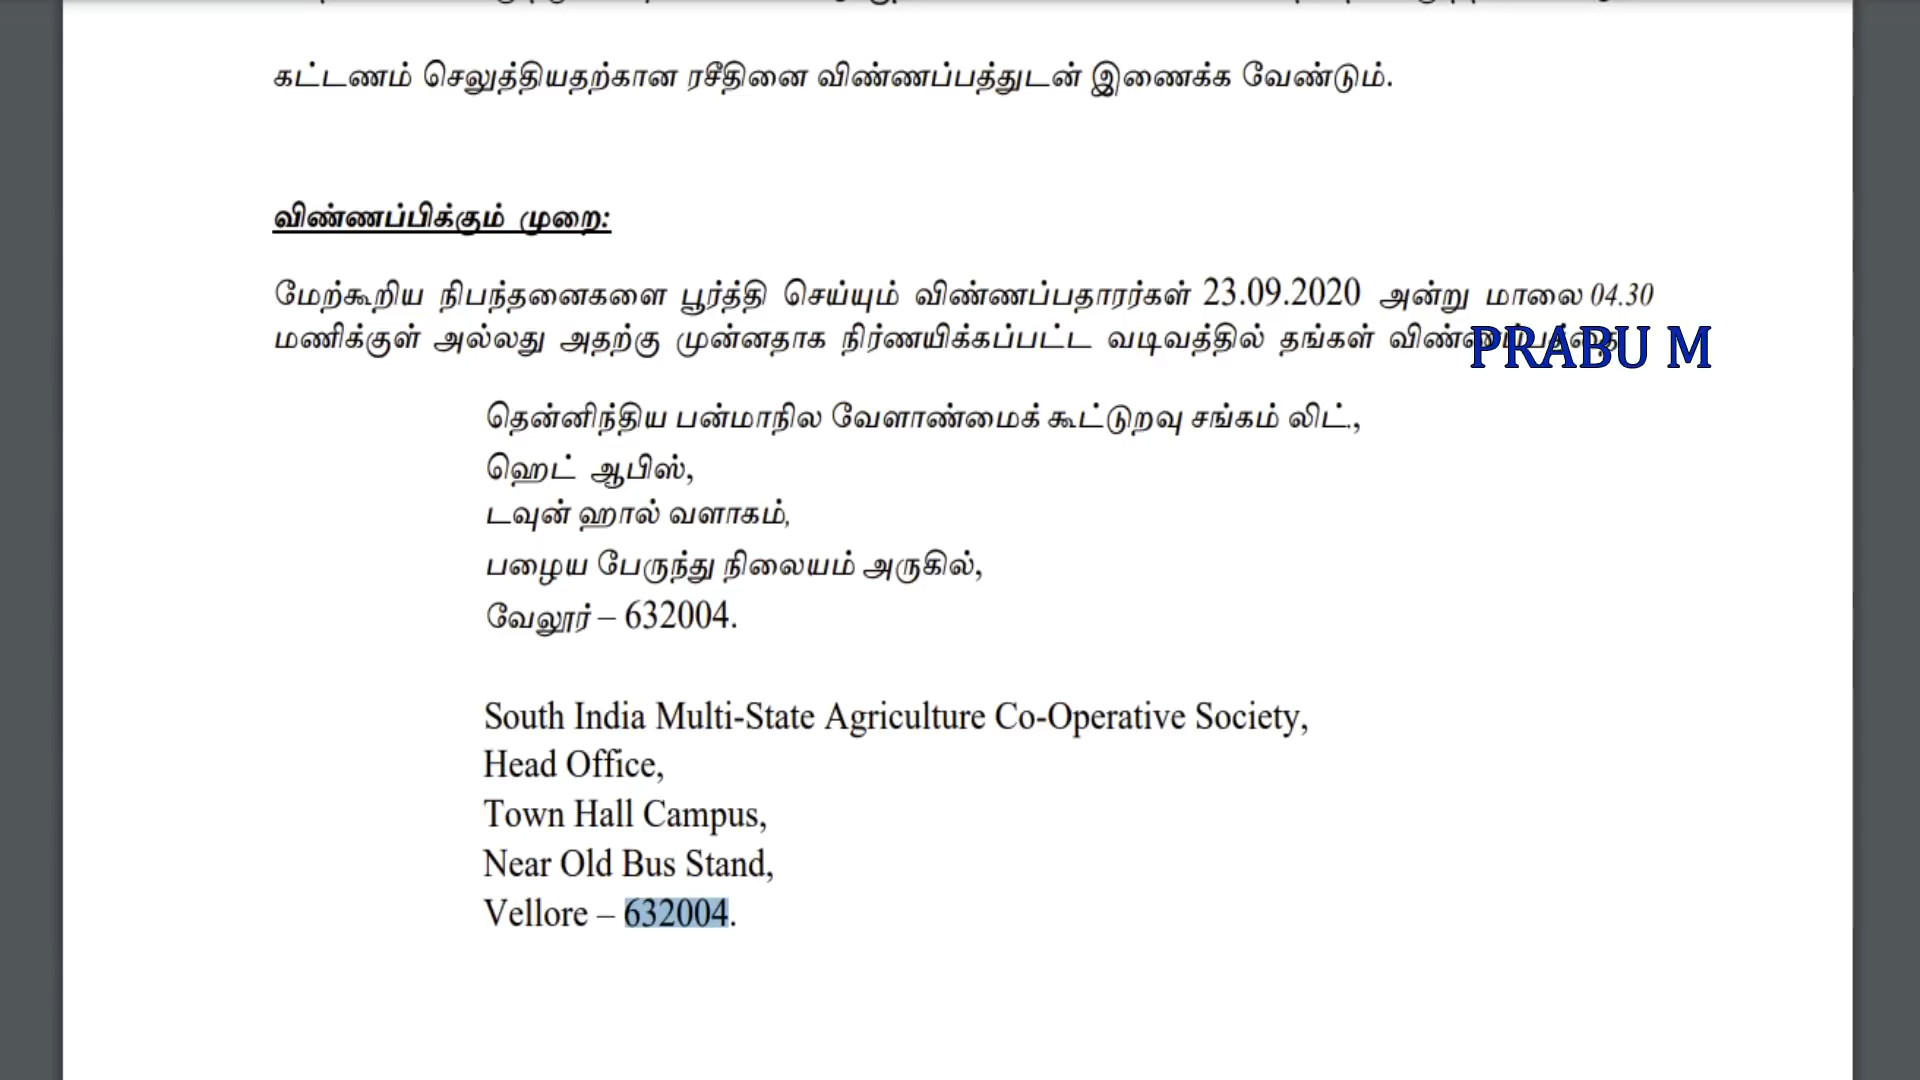 கட்டணம் செலுத்தியதற்கான ரசீதினை விண்ணப்பத்துடன் இணைக்க வேண்டும்.
விண்ணப்பிக்கும் முறை:
மேற்கூறிய நிபந்தனைகளை பூர்த்தி செய்யும் விண்ணப்பதாரர்கள் 23.09.2020 அன்று மாலை 04.30
மணிக்குள் அல்லது அதற்கு முன்னதாக நிர்ணயிக்கப்பட்ட வடிவத்தில் தங்கள்
PRABU M
தென்னிந்திய பன்மாநில வேளாண்மைக் கூட்டுறவு சங்கம் லிட்.,
ஹெட் ஆபிஸ்,
டவுன் ஹால் வளாகம்,
பழைய பேருந்து நிலையம் அருகில்,
வேலூர் – 632004.
South India Multi-State Agriculture Co-Operative Society,
Head Office,
Town Hall Campus,
Near Old Bus Stand,
Vellore – 632004.